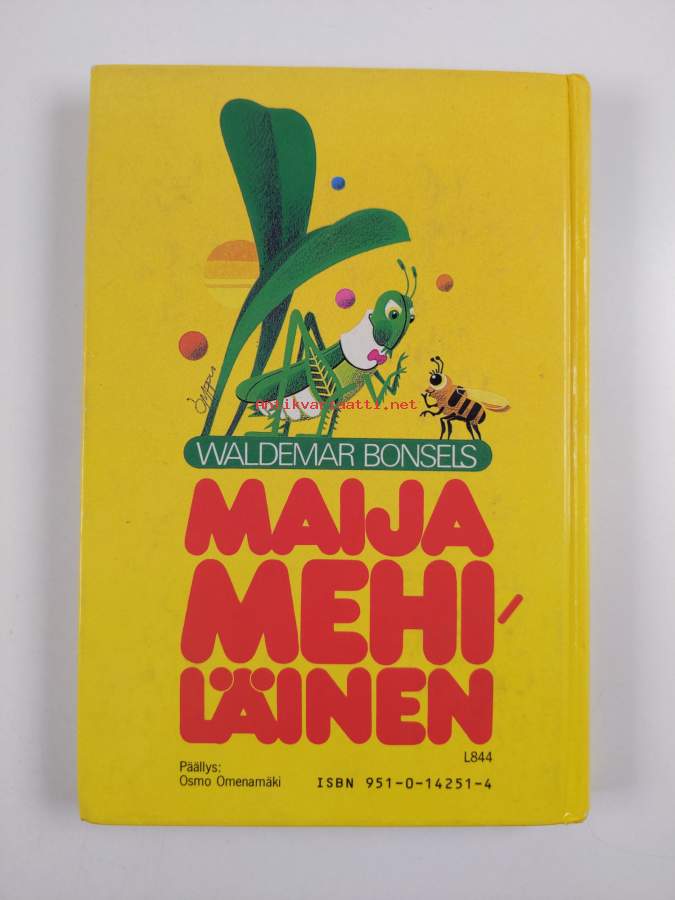 Antikvariaatti.net
WALDEMAR BONSELS
MAIJA
MEHI-
LÄINEN
L844
Päällys:
Osmo Omenamäki
ISBN 951-0-14251-4